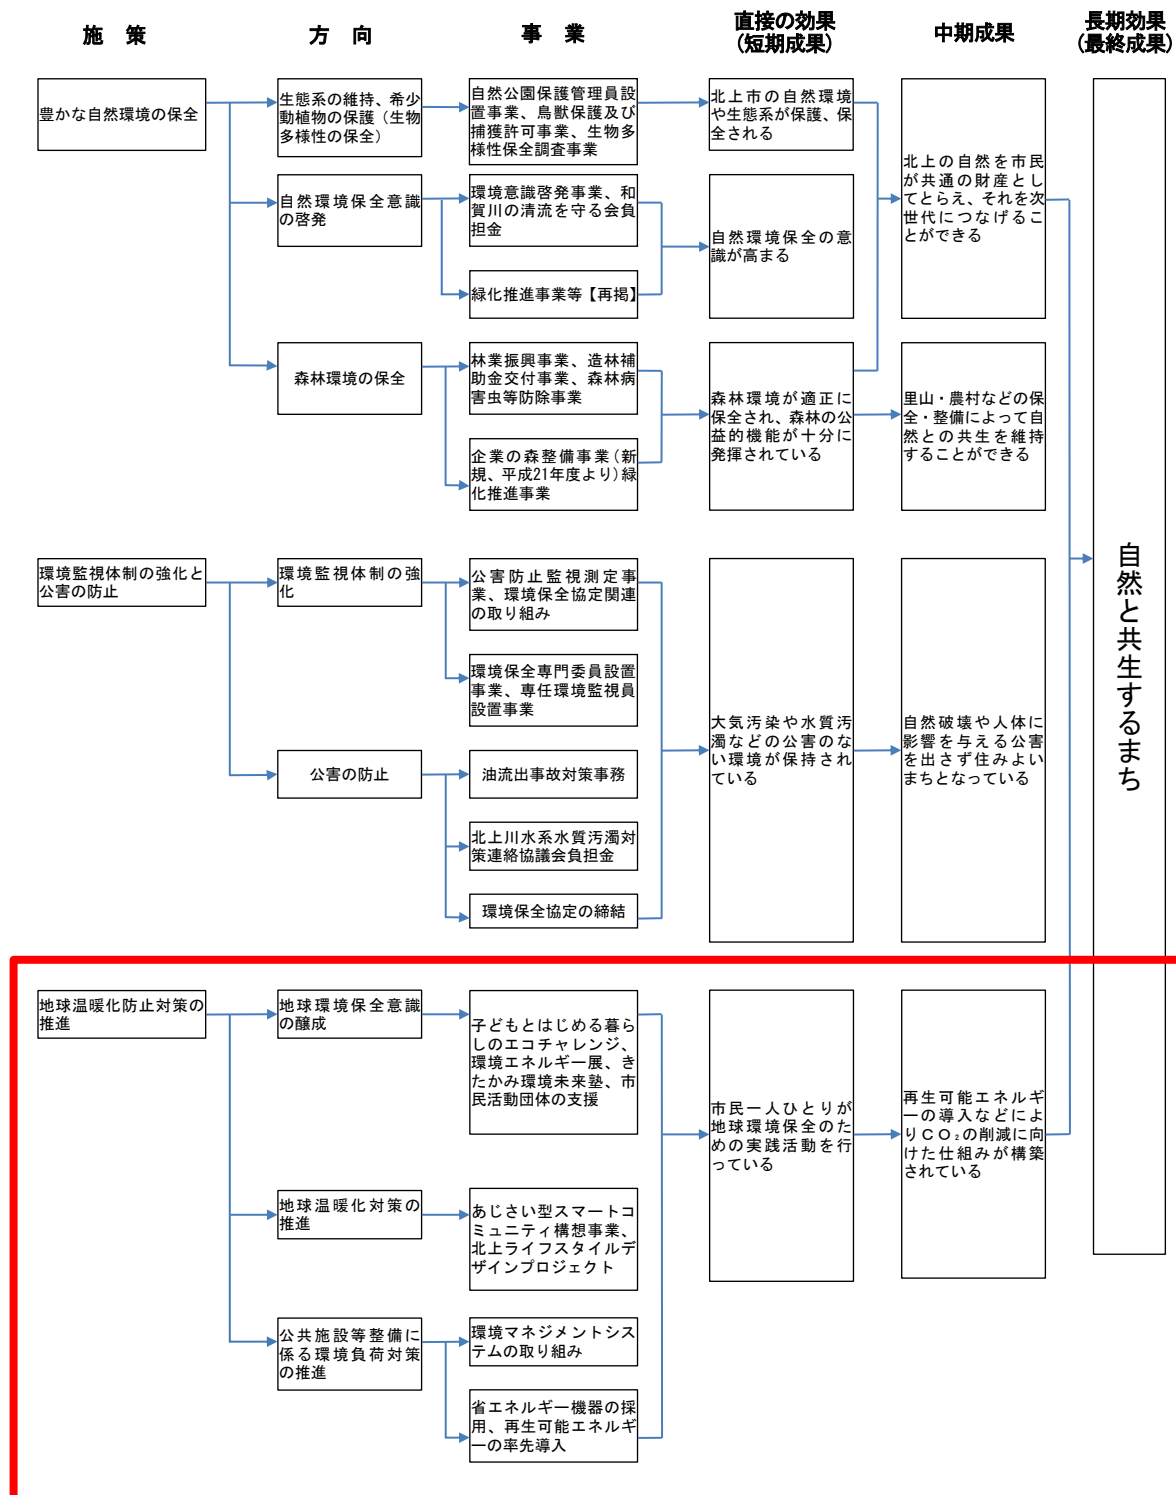 施　策
方　向
事　業
直接の効果
(短期成果)
中期成果
長期効果
(最終成果)
豊かな自然環境の保全
生態系の維持、希少
動植物の保護（生物
多様性の保全）
自然公園保護管理員設
置事業、鳥獣保護及び
捕獲許可事業、生物多
様性保全調査事業
北上市の自然環境
や生態系が保護、保
全される
北上の自然を市民
が共通の財産とし
てとらえ、それを次
世代につなげるこ
とができる
自然環境保全意識
の啓発
環境意識啓発事業、和
賀川の清流を守る会負
担金
緑化推進事業等【再掲】
自然環境保全の意
識が高まる
森林環境の保全
林業振興事業、造林補
助金交付事業、森林病
害虫等防除事業
企業の森整備事業（新
規、平成21年度より）緑
化推進事業
森林環境が適正に
保全され、森林の公
益的機能が十分に
発揮されている
里山・農村などの保
全・整備によって自
然との共生を維持
することができる
自然と共生するまち
環境監視体制の強化と
公害の防止
環境監視体制の強
化
公害防止監視測定事
業、環境保全協定関連
の取り組み
環境保全専門委員設置
事業、専任環境監視員
設置事業
公害の防止
油流出事故対策事務
北上川水系水質汚濁対
策連絡協議会負担金
環境保全協定の締結
大気汚染や水質汚
濁などの公害のな
い環境が保持され
ている
自然破壊や人体に
影響を与える公害
を出さず住みよい
まちとなっている
地球温暖化防止対策の
推進
地球環境保全意識
の醸成
子どもとはじめる暮ら
しのエコチャレンジ、
環境エネルギー展、き
たかみ環境未来塾、市
民活動団体の支援
市民一人ひとりが
地球環境保全のた
めの実践活動を行
っている
再生可能エネルギ
ーの導入などによ
りＣＯ₂の削減に向
けた仕組みが構築
されている
地球温暖化対策の
推進
あじさい型スマートコ
ミュニティ構想事業、
北上ライフスタイルデ
ザインプロジェクト
公共施設等整備に
係る環境負荷対策
の推進
環境マネジメントシス
テムの取り組み
省エネルギー機器の採
用、再生可能エネルギ
ーの率先導入